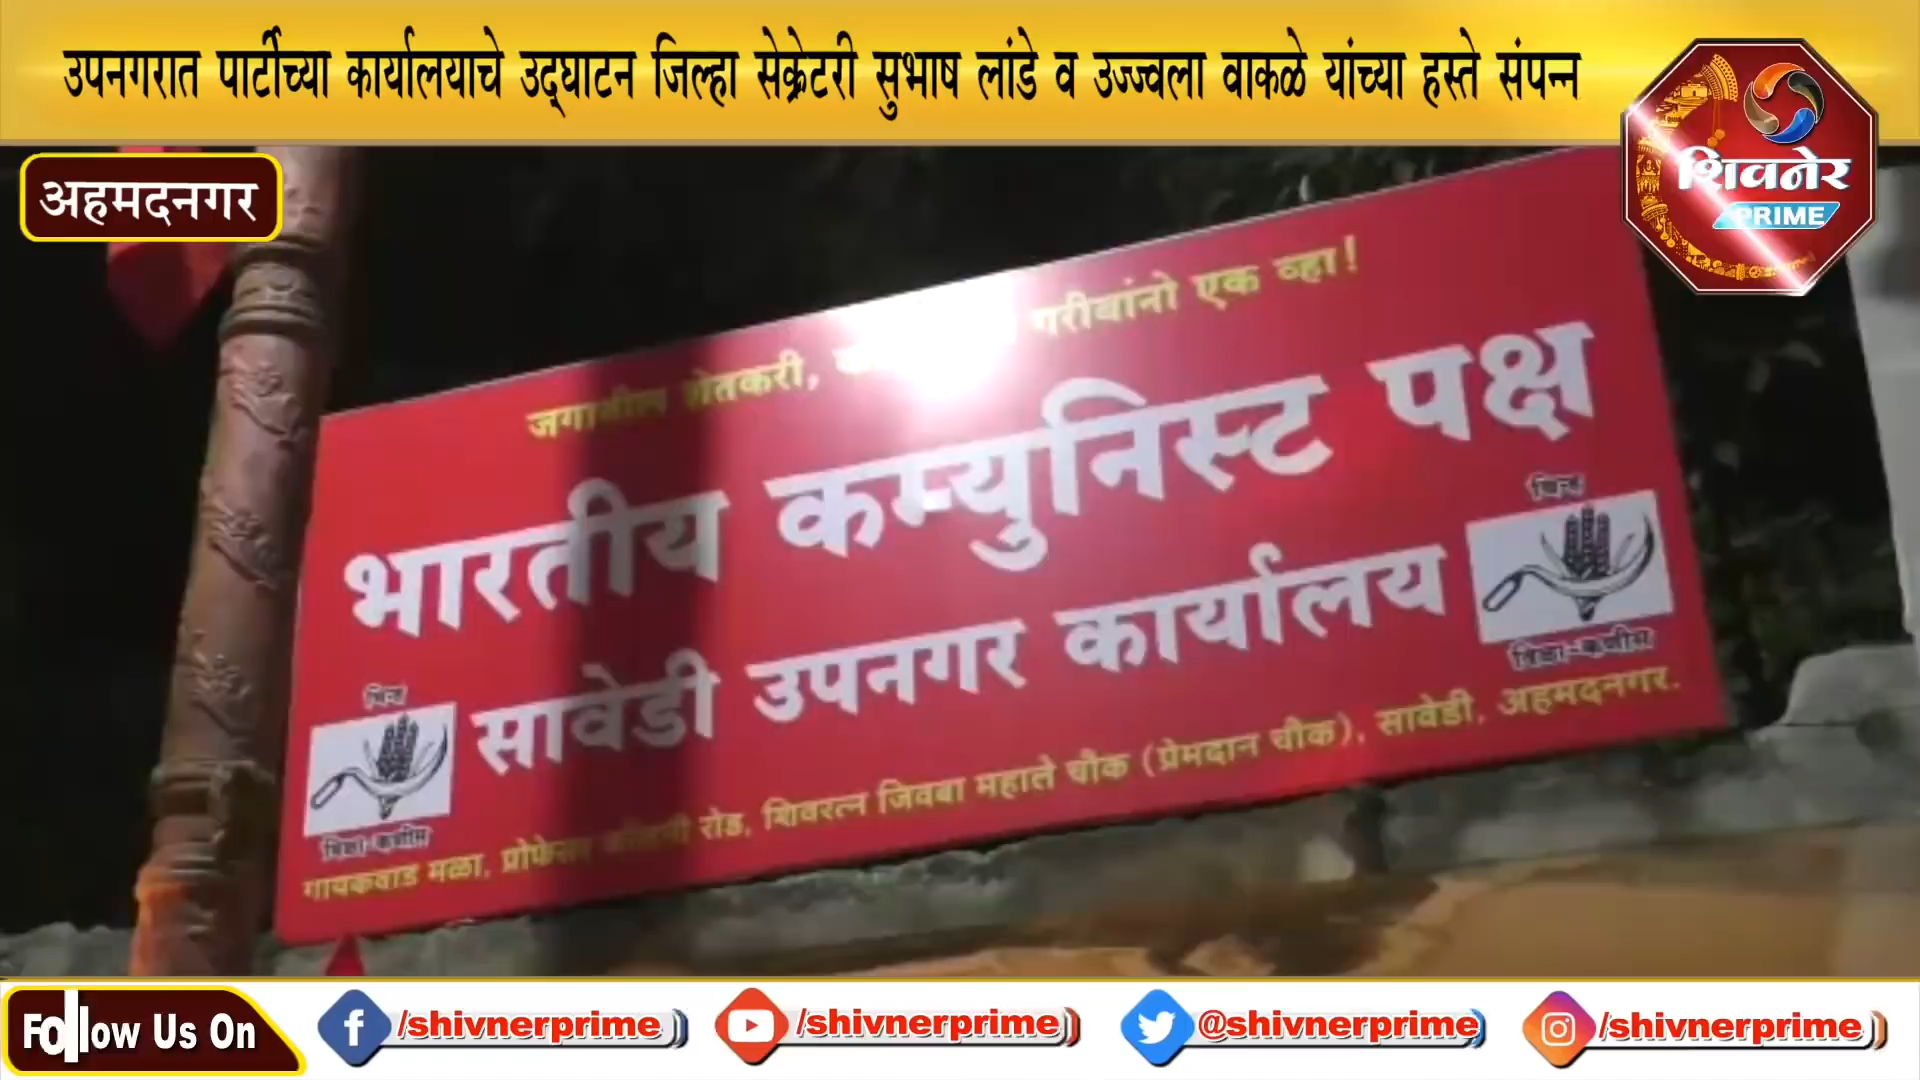 उपनगरात पार्टीच्या कार्यालयाचे उद्घाटन जिल्हा सेक्रेटरी सुभाष लांडे व उज्ज्वला वाकळे यांच्या हस्ते संपन्न
अहमदनगर
शिवनेर
PRIME
शेतकरी, गरीबांनो एक व्हा!
भारतीय कम्युनिस्ट पक्ष
सावेडी उपनगर कार्यालय
गायकवाड मळा, रोड, शिवरत्न जिवबा महाले चौक (प्रेमदान चौक), सावेडी, अहमदनगर.
Follow Us On
/shivnerprime
/shivnerprime
@shivnerprime
/shivnerprime